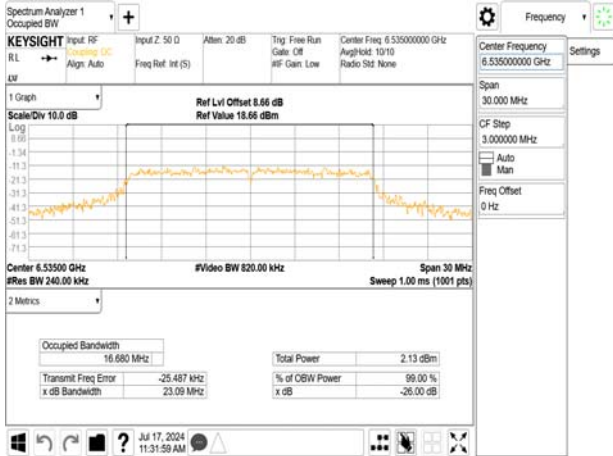 Spectrum Analyzer 1
Occupied BW
+
Frequency
KEYSIGHT
RL
Input: RF
Coupling: DC
Align: Auto
Input Z: 50 Ω
Freq Ref: Int (S)
Atten: 20 dB
Trig: Free Run
Gate: Off
#IF Gain: Low
Center Freq: 6.535000000 GHz
Avg|Hold: 10/10
Radio Std: None
Center Frequency
6.535000000 GHz
Settings
Span
30.000 MHz
CF Step
3.000000 MHz
Auto
Man
Freq Offset
0 Hz
1 Graph
Scale/Div 10.0 dB
Ref Lvl Offset 8.66 dB
Ref Value 18.66 dBm
Log
8.66
-1.34
-11.3
-21.3
-31.3
-41.3
-51.3
-61.3
-71.3
Center 6.53500 GHz
#Res BW 240.00 kHz
#Video BW 820.00 kHz
Span 30 MHz
Sweep 1.00 ms (1001 pts)
2 Metrics
Occupied Bandwidth
16.680 MHz
Transmit Freq Error -25.487 kHz
x dB Bandwidth 23.09 MHz
Total Power 2.13 dBm
% of OBW Power 99.00 %
x dB -26.00 dB
?
Jul 17, 2024
11:31:59 AM